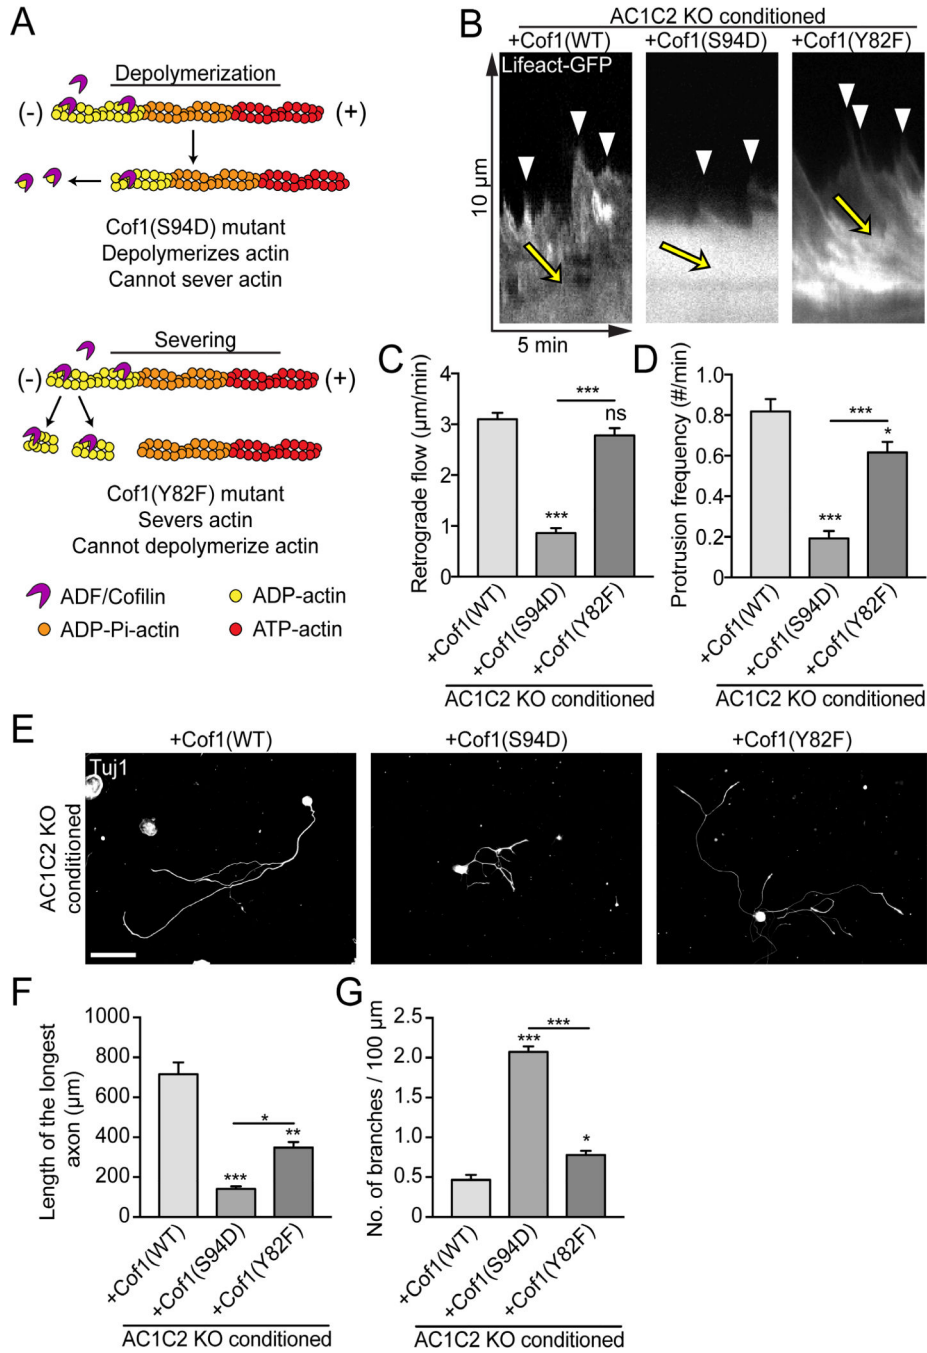 A
Depolymerization
(-)
(+)
Cof1(S94D) mutant
Depolymerizes actin
Cannot sever actin
Severing
(-)
(+)
Cof1(Y82F) mutant
Severs actin
Cannot depolymerize actin
ADF/Cofilin
ADP-actin
ADP-Pi-actin
ATP-actin
B
AC1C2 KO conditioned
+Cof1(WT)
+Cof1(S94D)
+Cof1(Y82F)
Lifeact-GFP
10 µm
5 min
C
Retrograde flow (µm/min)
4
3
2
1
0
***
***
ns
+Cof1(WT)
+Cof1(S94D)
+Cof1(Y82F)
AC1C2 KO conditioned
D
Protrusion frequency (#/min)
1.0
0.8
0.6
0.4
0.2
0
***
***
*
+Cof1(WT)
+Cof1(S94D)
+Cof1(Y82F)
AC1C2 KO conditioned
E
+Cof1(WT)
+Cof1(S94D)
+Cof1(Y82F)
Tuj1
AC1C2 KO
conditioned
F
Length of the longest
axon (µm)
1000
800
600
400
200
0
***
*
**
+Cof1(WT)
+Cof1(S94D)
+Cof1(Y82F)
AC1C2 KO conditioned
G
No. of branches / 100 µm
2.5
2.0
1.5
1.0
0.5
0
***
***
*
+Cof1(WT)
+Cof1(S94D)
+Cof1(Y82F)
AC1C2 KO conditioned